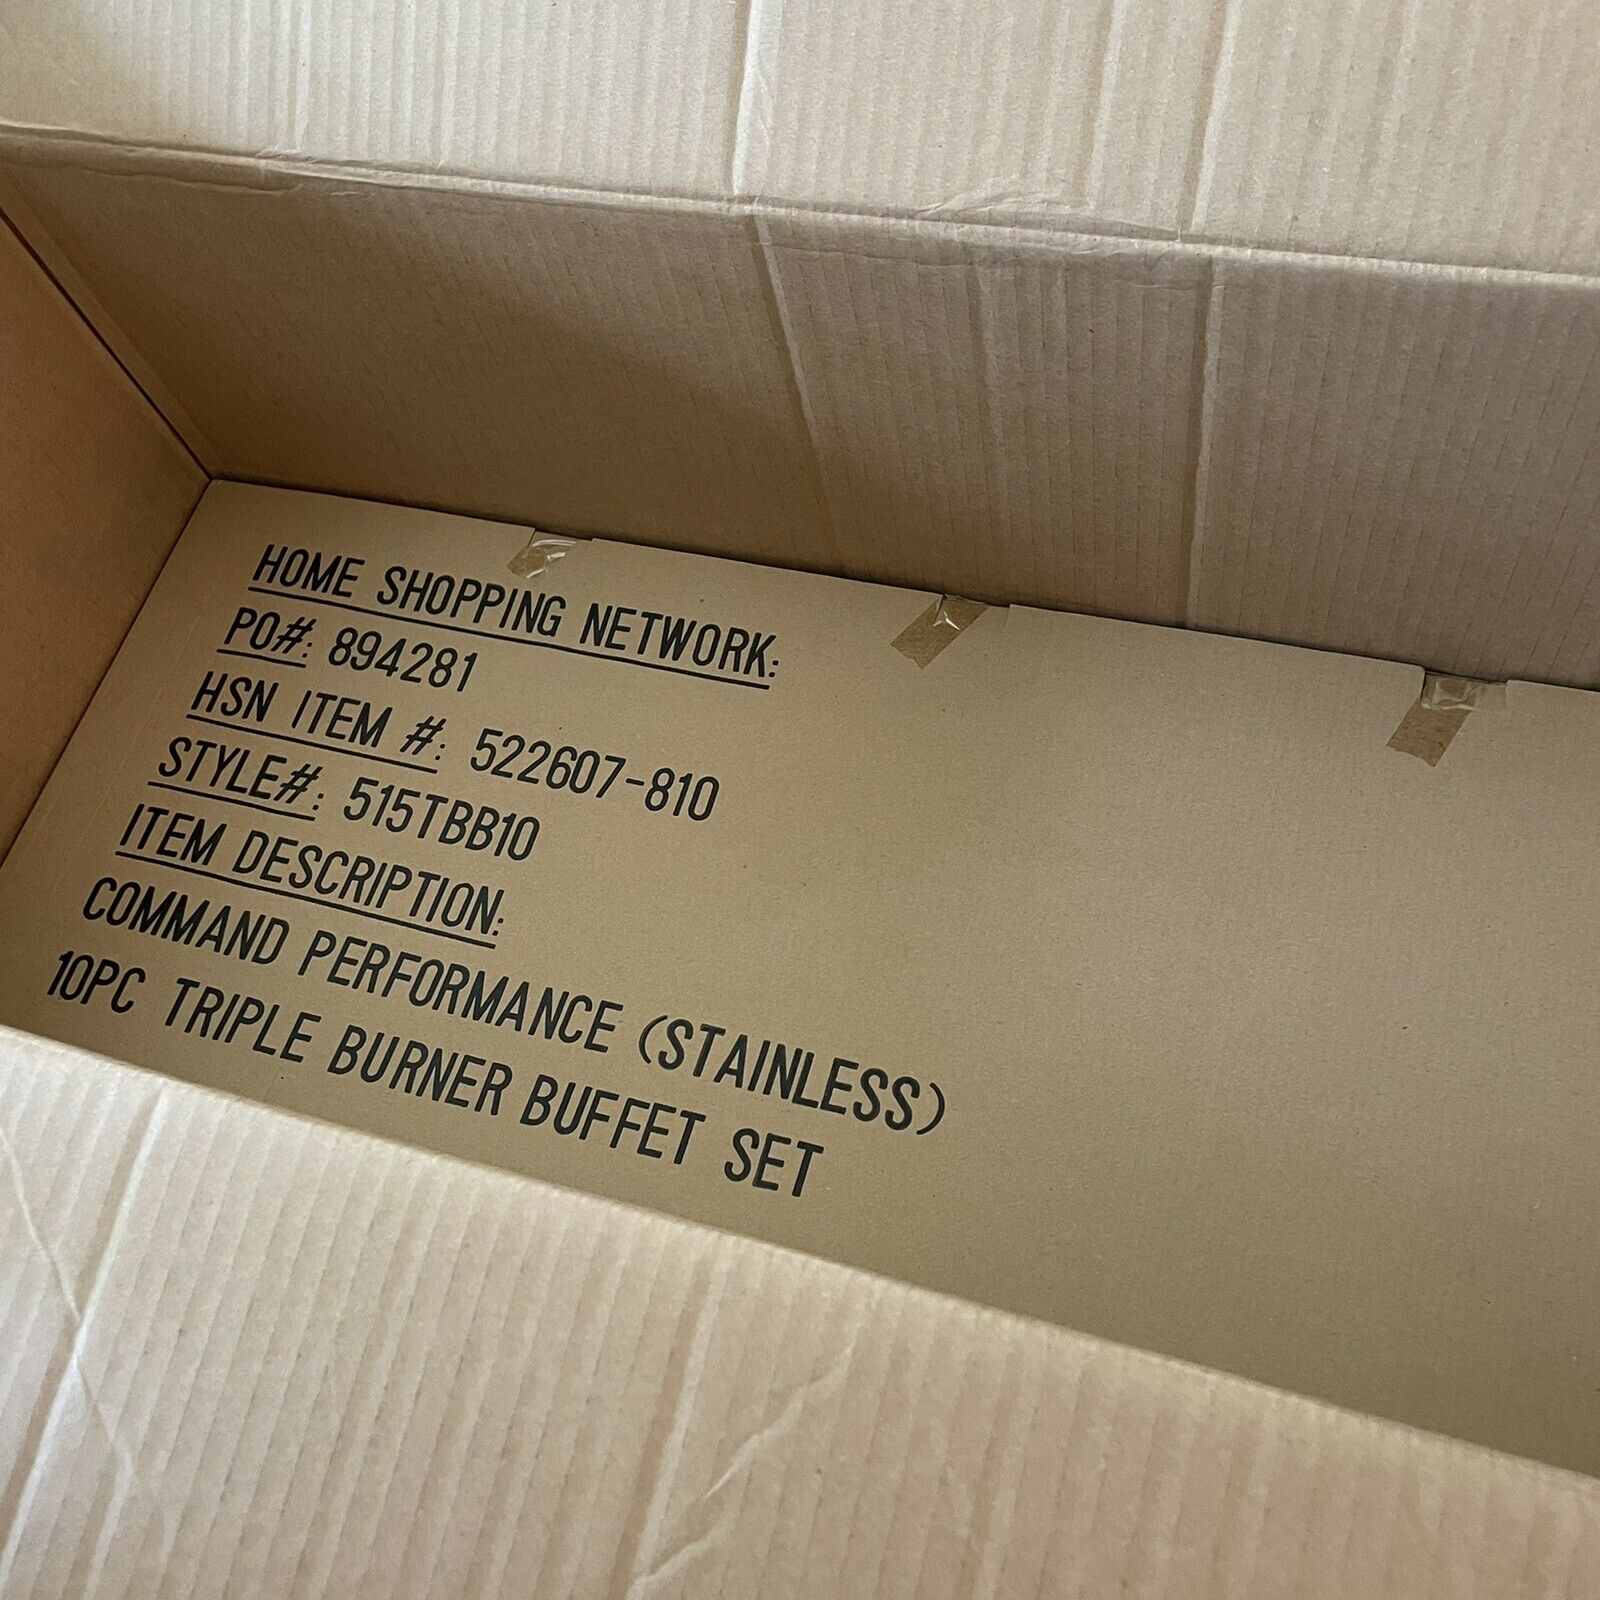 HOME SHOPPING NETWORK:
PO#: 894281
HSN ITEM #: 522607-810
STYLE#: 515TBB10
ITEM DESCRIPTION:
COMMAND PERFORMANCE (STAINLESS)
10PC TRIPLE BURNER BUFFET SET